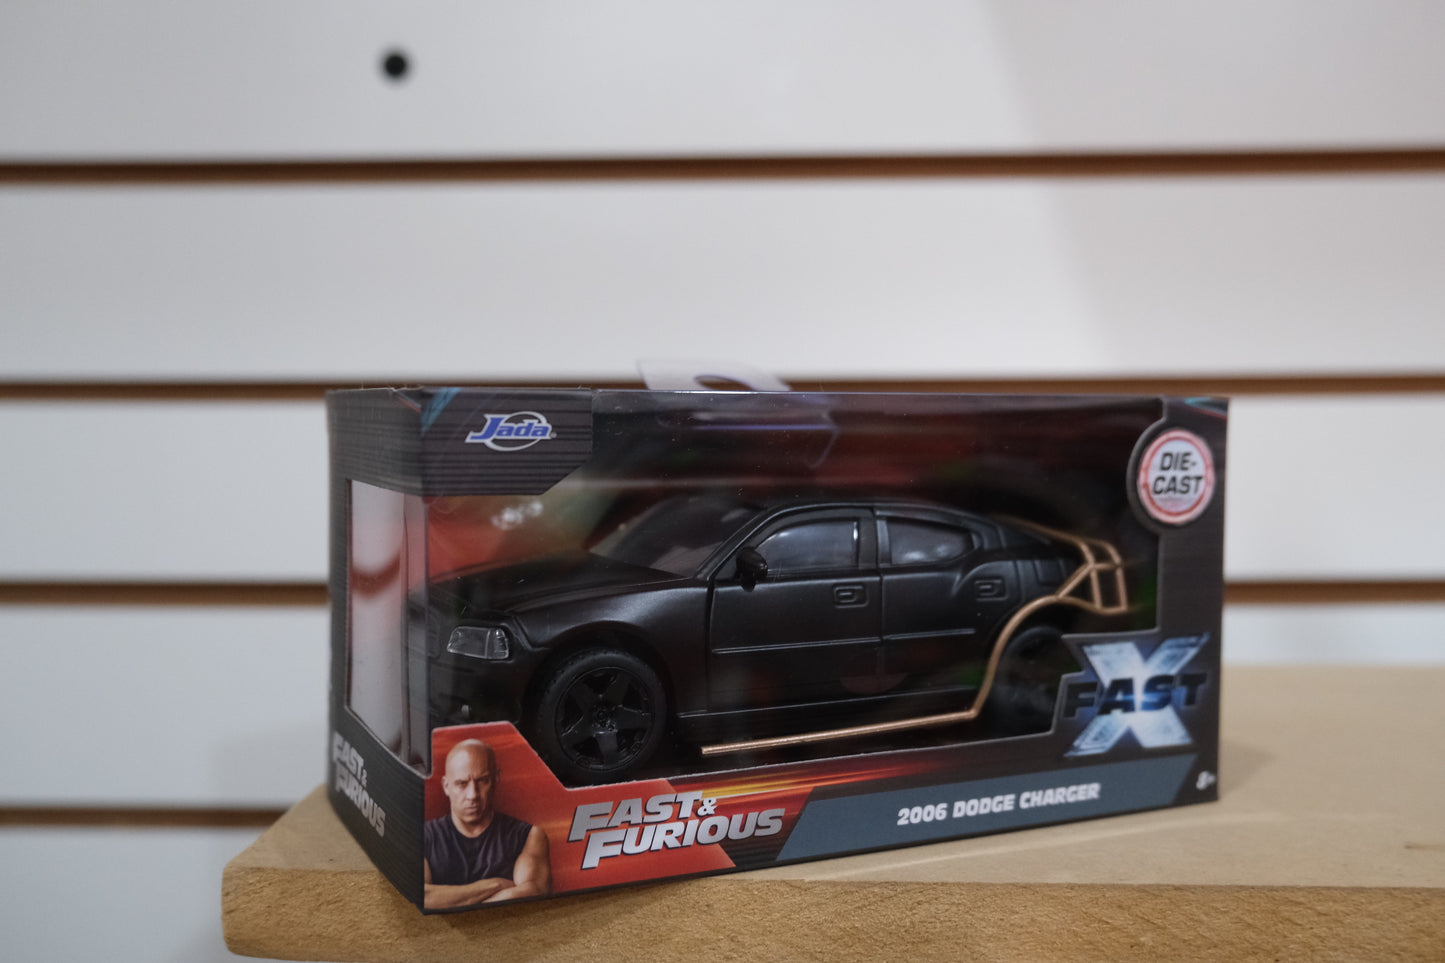 Jada
DIE-
CAST
FAST
X
FAST &
FURIOUS
FAST &
FURIOUS
2006 DODGE CHARGER
8+